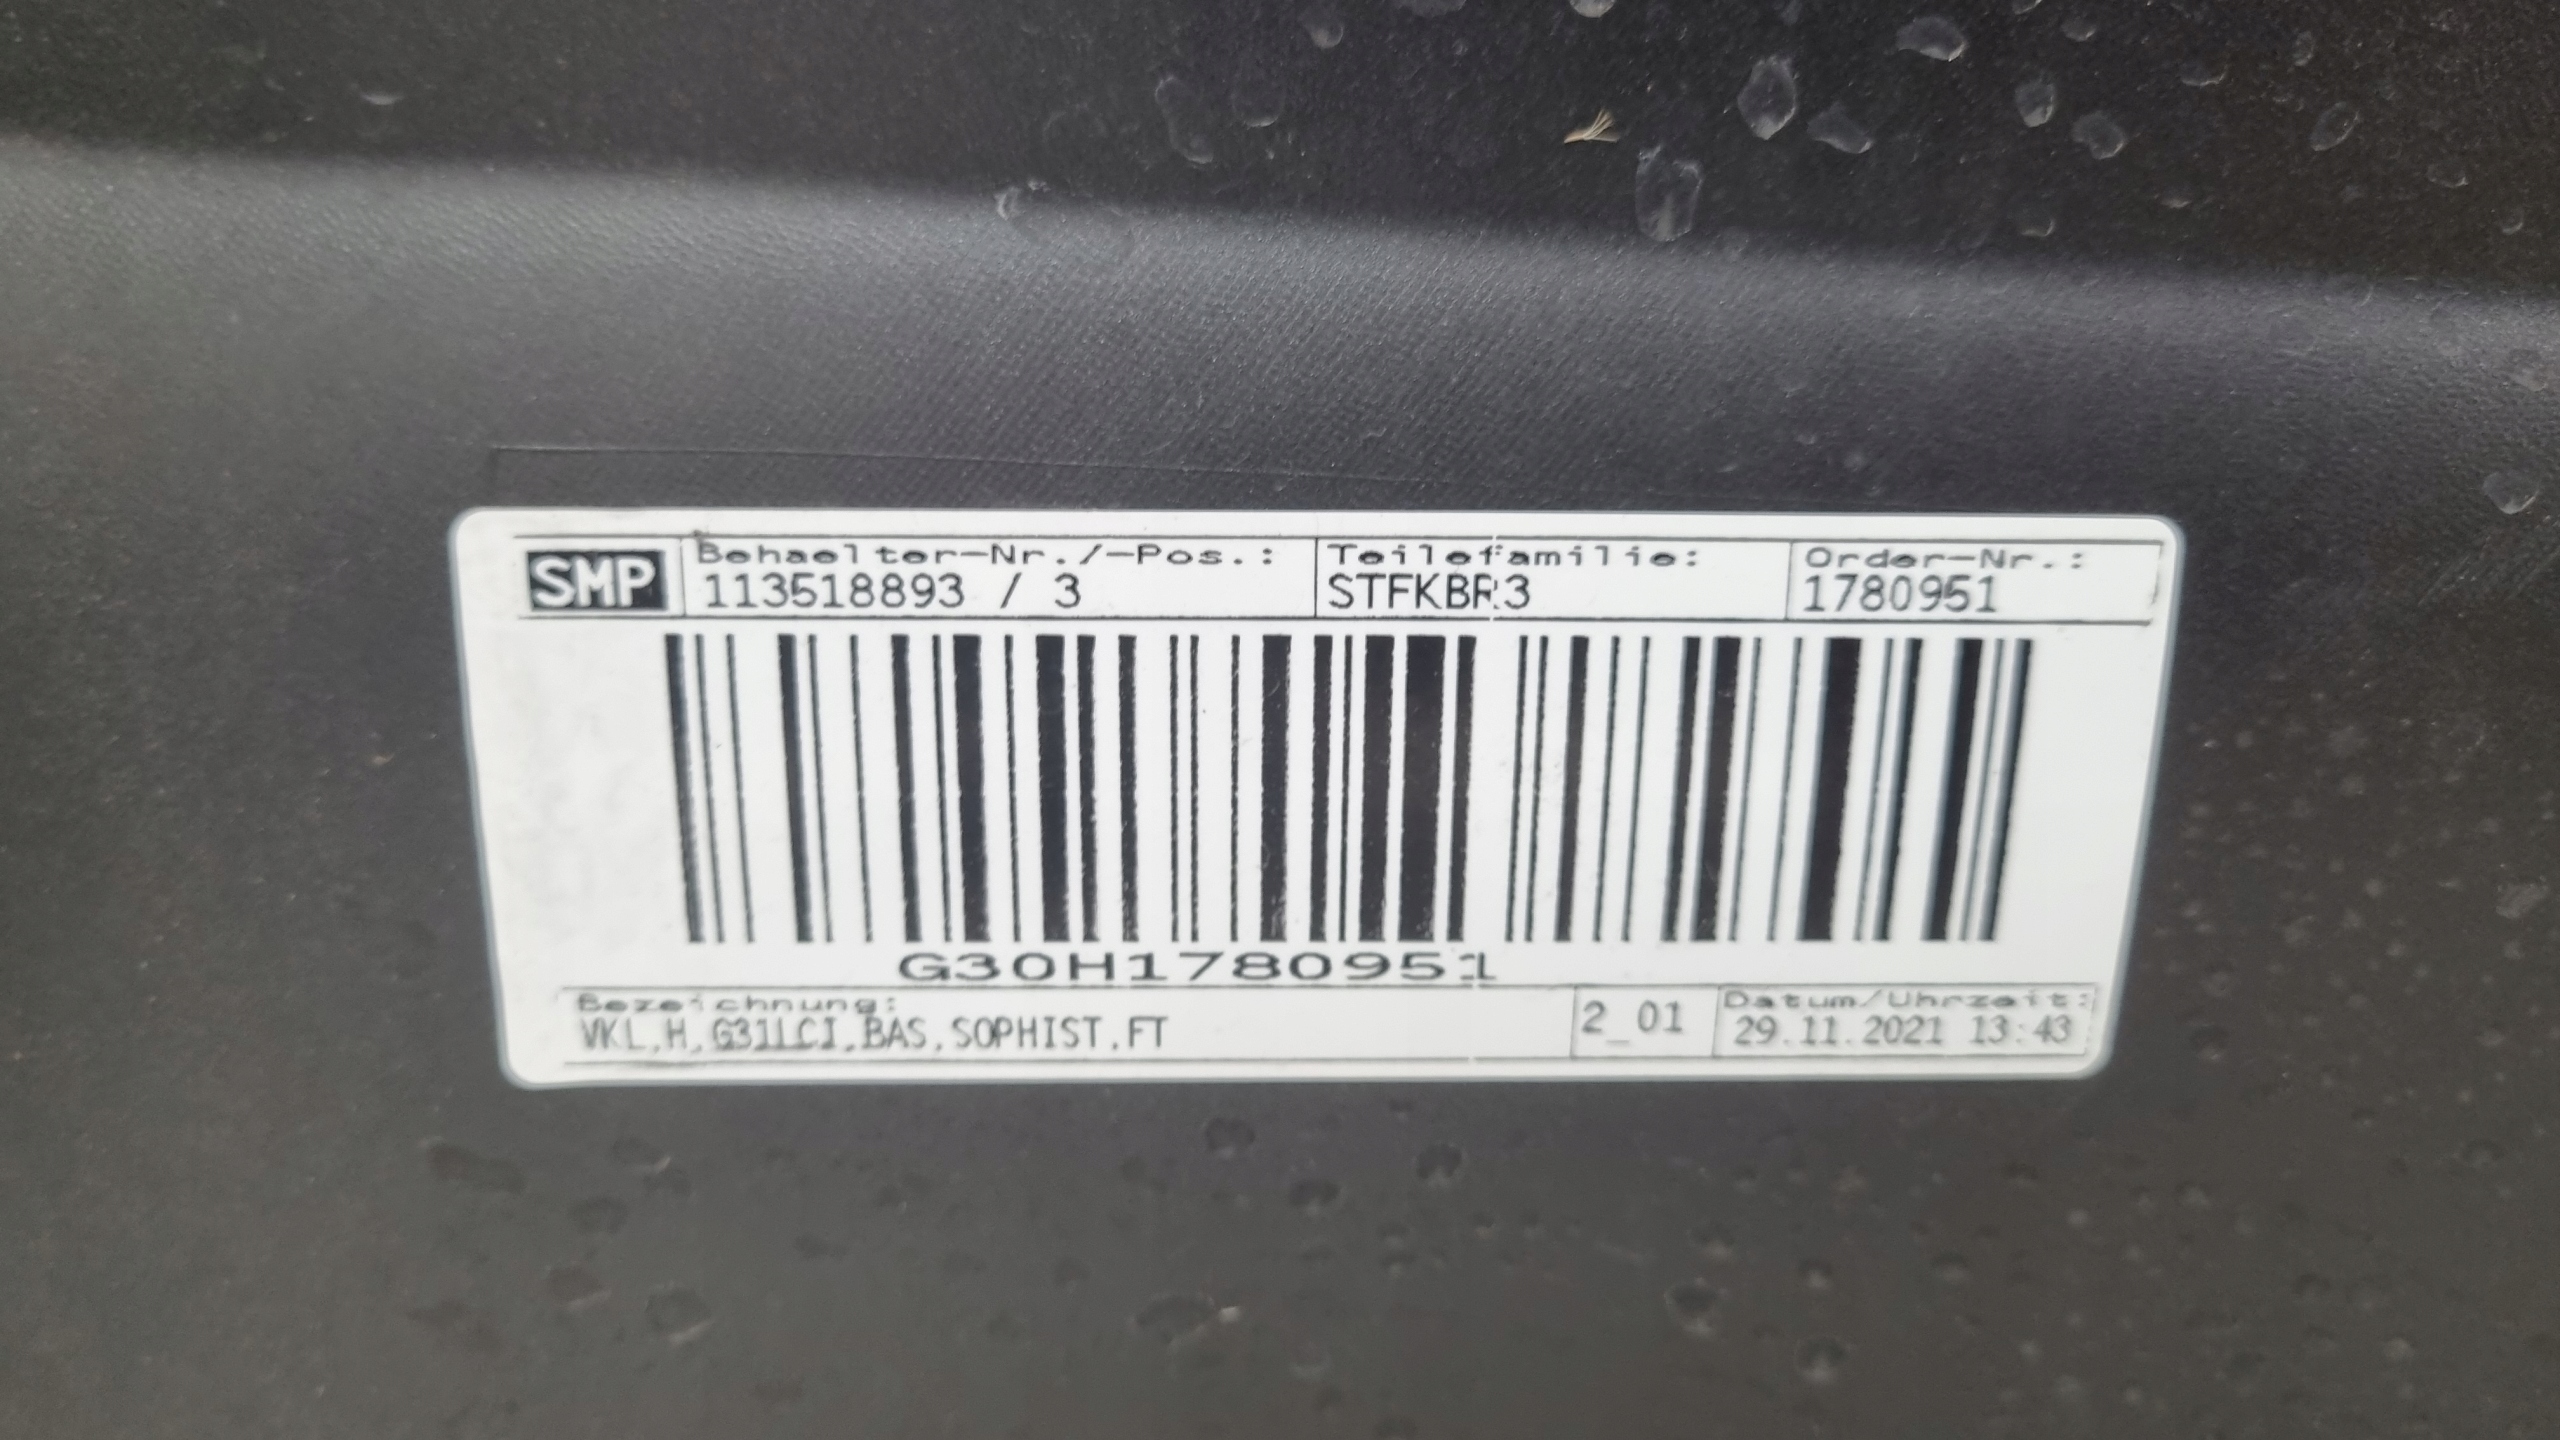 SMP
Behaelter-Nr./-Pos.:
113518893 / 3
Teilefamilie:
STFKBR3
Order-Nr.:
1780951
G30H1780951
Bezeichnung:
VKL,H,G31LCI,BAS,SOPHIST,FT
2_01
Datum/Uhrzeit:
29.11.2021 13:43